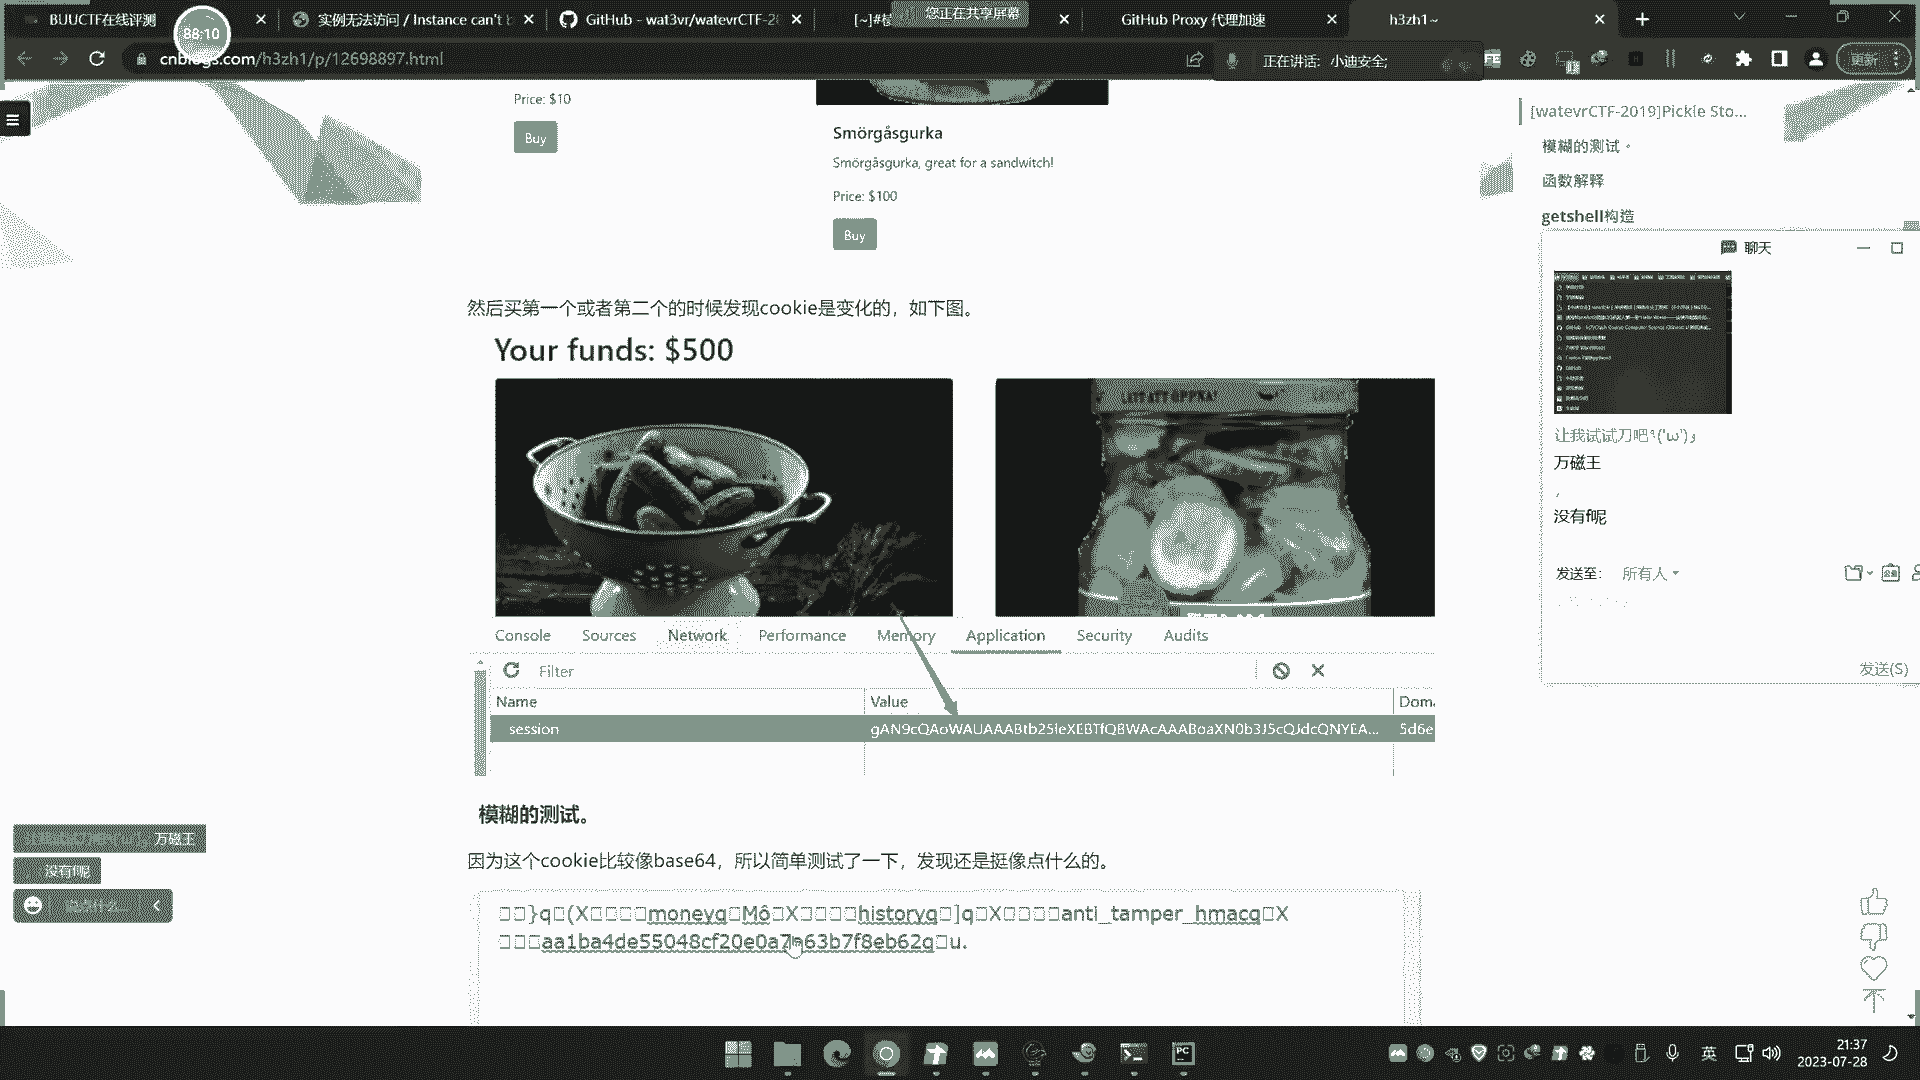 BUUCTF在线评测
实例无法访问 / Instance can't b
GitHub - wat3vr/watevrCTF-2
您正在共享屏幕
GitHub Proxy 代理加速
h3zh1~
88:10
cnblogs.com/h3zh1/p/12698897.html
正在讲话: 小迪安全;
更新
Price: $10
Buy
Smörgåsgurka
Smörgåsgurka, great for a sandwitch!
Price: $100
Buy
[watevrCTF-2019]Pickle Sto...
模糊的测试。
函数解释
getshell构造
聊天
让我试试刀吧٩('ω')و
万磁王
,
没有f呢
发送至:
所有人
发送(S)
然后买第一个或者第二个的时候发现cookie是变化的，如下图。
Your funds: $500
Console Sources Network Performance Memory Application Security Audits
Filter
Name Value Doma
session 5d6e
模糊的测试。
因为这个cookie比较像base64，所以简单测试了一下，发现还是挺像点什么的。
□□}q□(X□□□□moneyq□Mô□X□□□□historyq□]q□X□□□□anti_tamper_hmacq□X
万磁王
没有f呢
说点什么...
英
21:37
2023-07-28